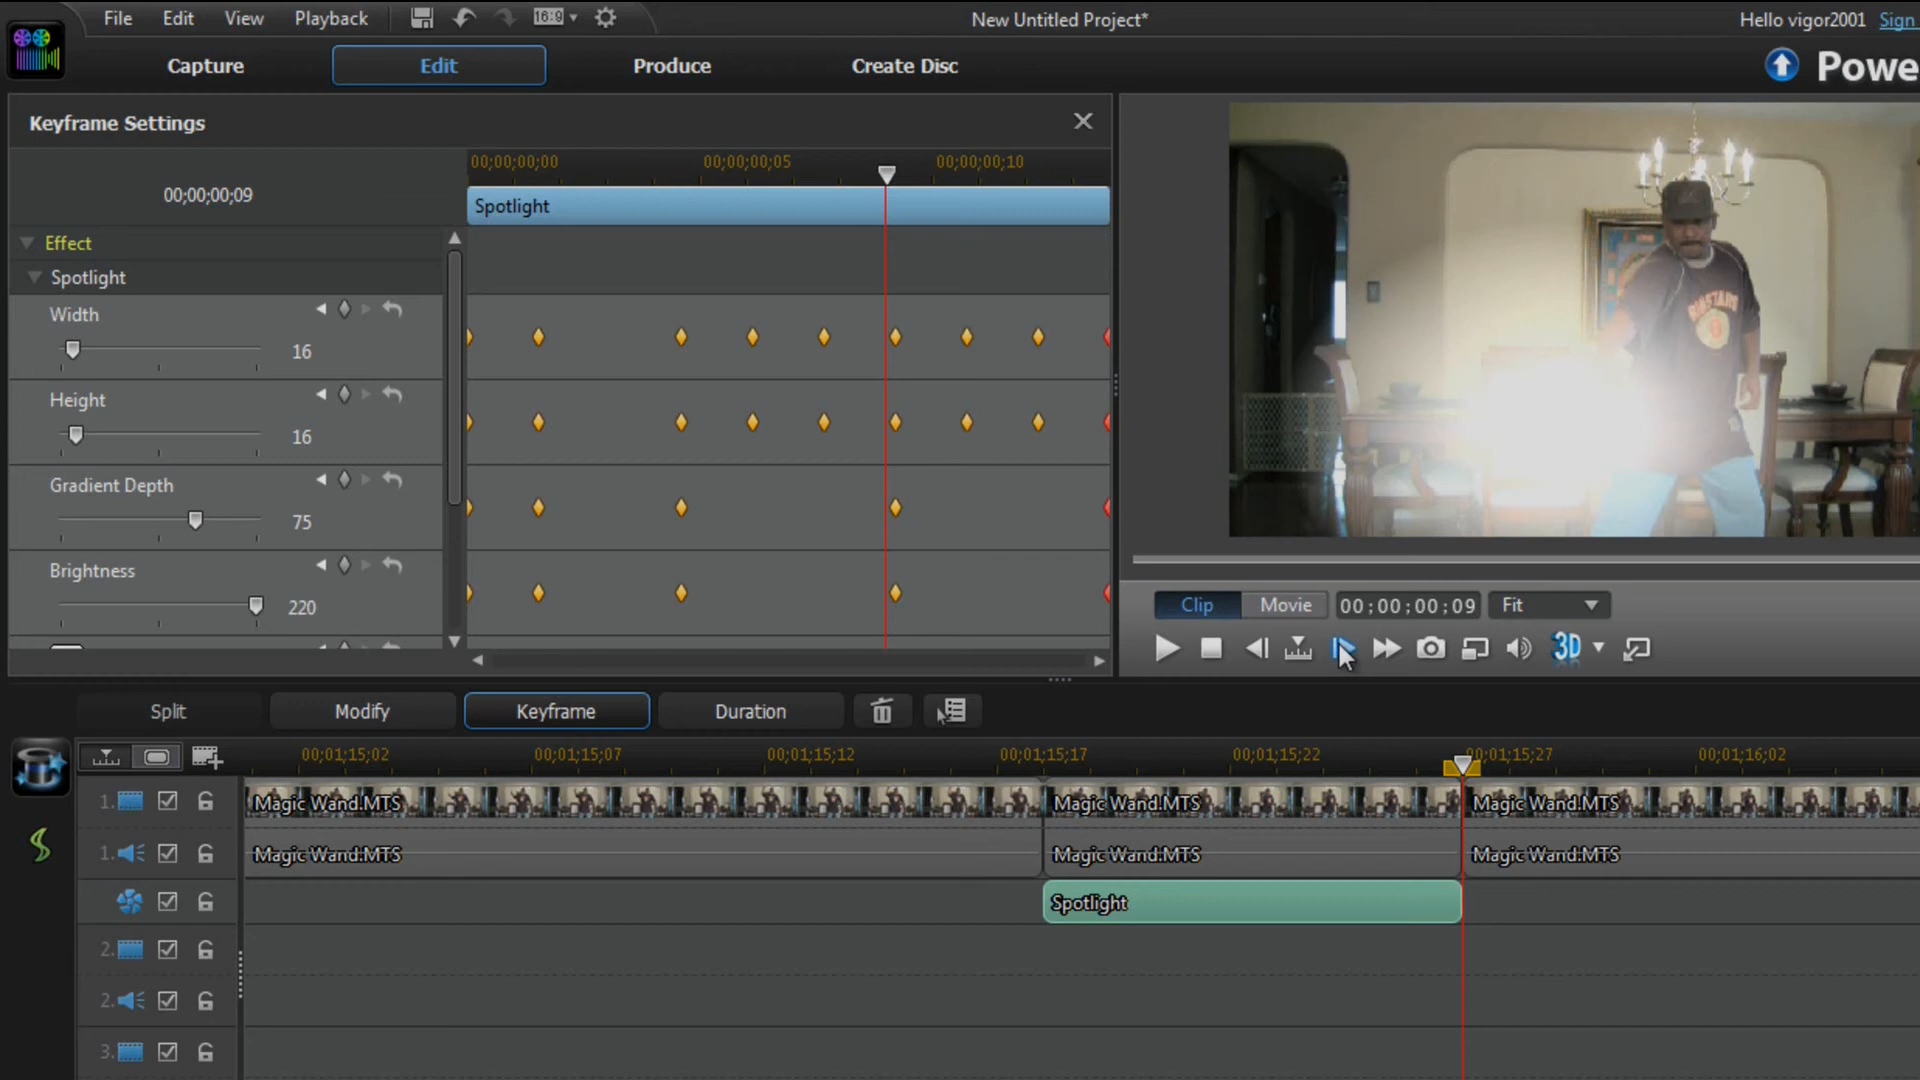 File Edit View Playback 16:9 New Untitled Project* Hello vigor2001 Sign
Capture Edit Produce Create Disc Powe
Keyframe Settings
00;00;00;00 00;00;00;05 00;00;00;10
00;00;00;09
Spotlight
Effect
Spotlight
Width
16
Height
16
Gradient Depth
75
Brightness
220
Clip Movie 00;00;00;09 Fit
3D
Split Modify Keyframe Duration
00;01;15;02 00;01;15;07 00;01;15;12 00;01;15;17 00;01;15;22 00;01;15;27 00;01;16;02
1. Magic Wand.MTS Magic Wand.MTS Magic Wand.MTS
1. Magic Wand.MTS Magic Wand.MTS Magic Wand.MTS
Spotlight
2.
2.
3.